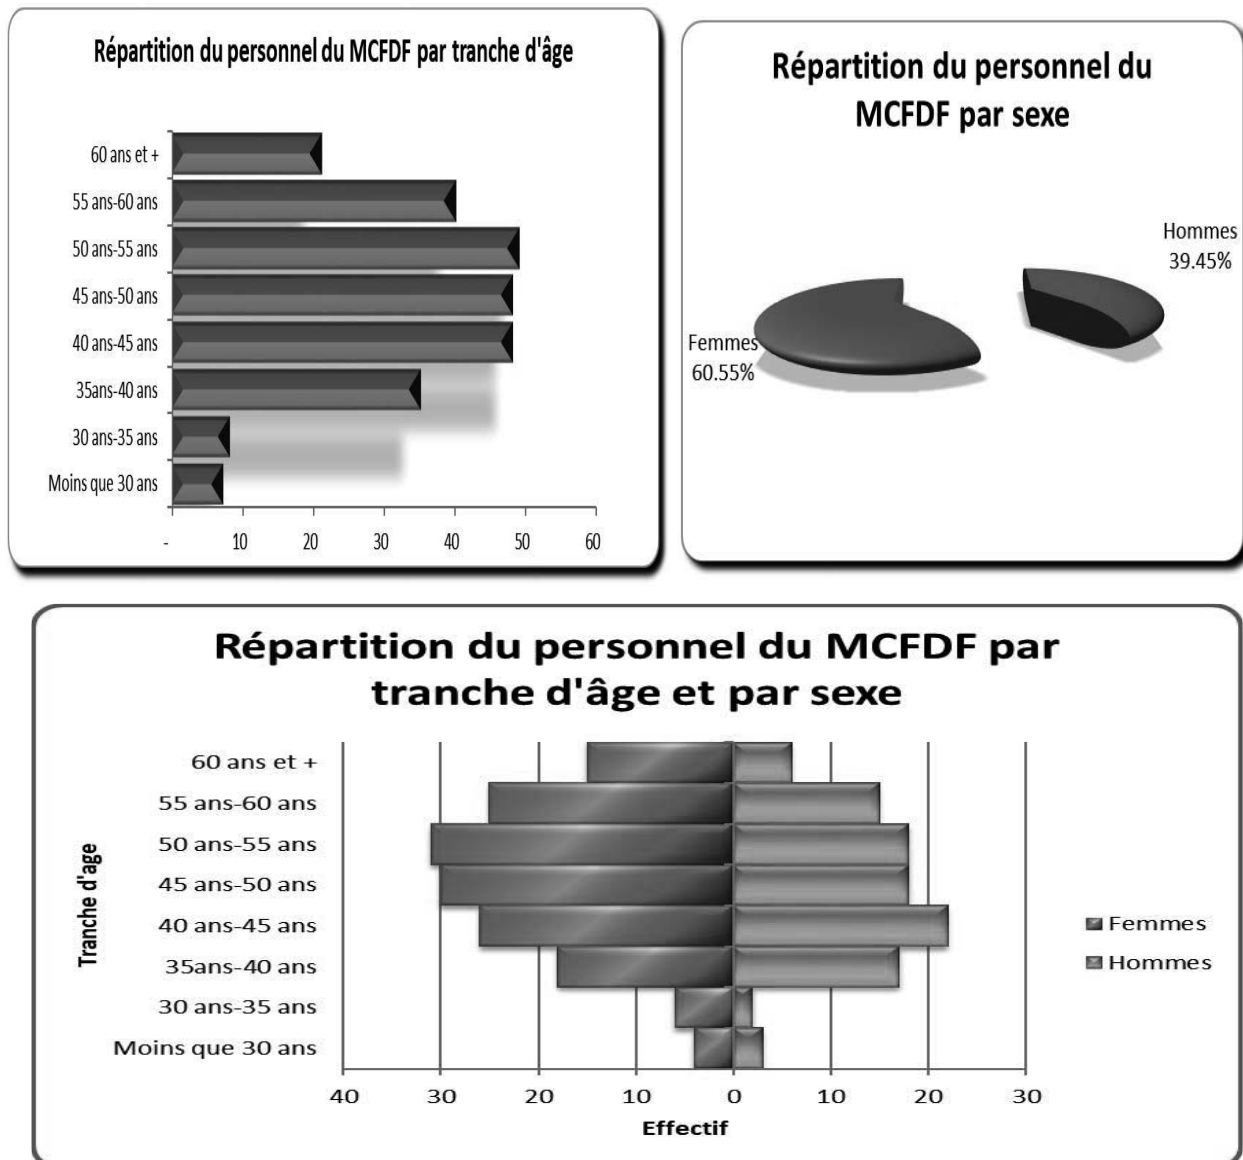 Répartition du personnel du MCFDF par tranche d'âge
60 ans et +
55 ans-60 ans
50 ans-55 ans
45 ans-50 ans
40 ans-45 ans
35ans-40 ans
30 ans-35 ans
Moins que 30 ans
- 10 20 30 40 50 60
Répartition du personnel du
MCFDF par sexe
Hommes
39.45%
Femmes
60.55%
Répartition du personnel du MCFDF par
tranche d'âge et par sexe
Tranche d'age
60 ans et +
55 ans-60 ans
50 ans-55 ans
45 ans-50 ans
40 ans-45 ans
35ans-40 ans
30 ans-35 ans
Moins que 30 ans
40 30 20 10 0 10 20 30
Effectif
Femmes
Hommes